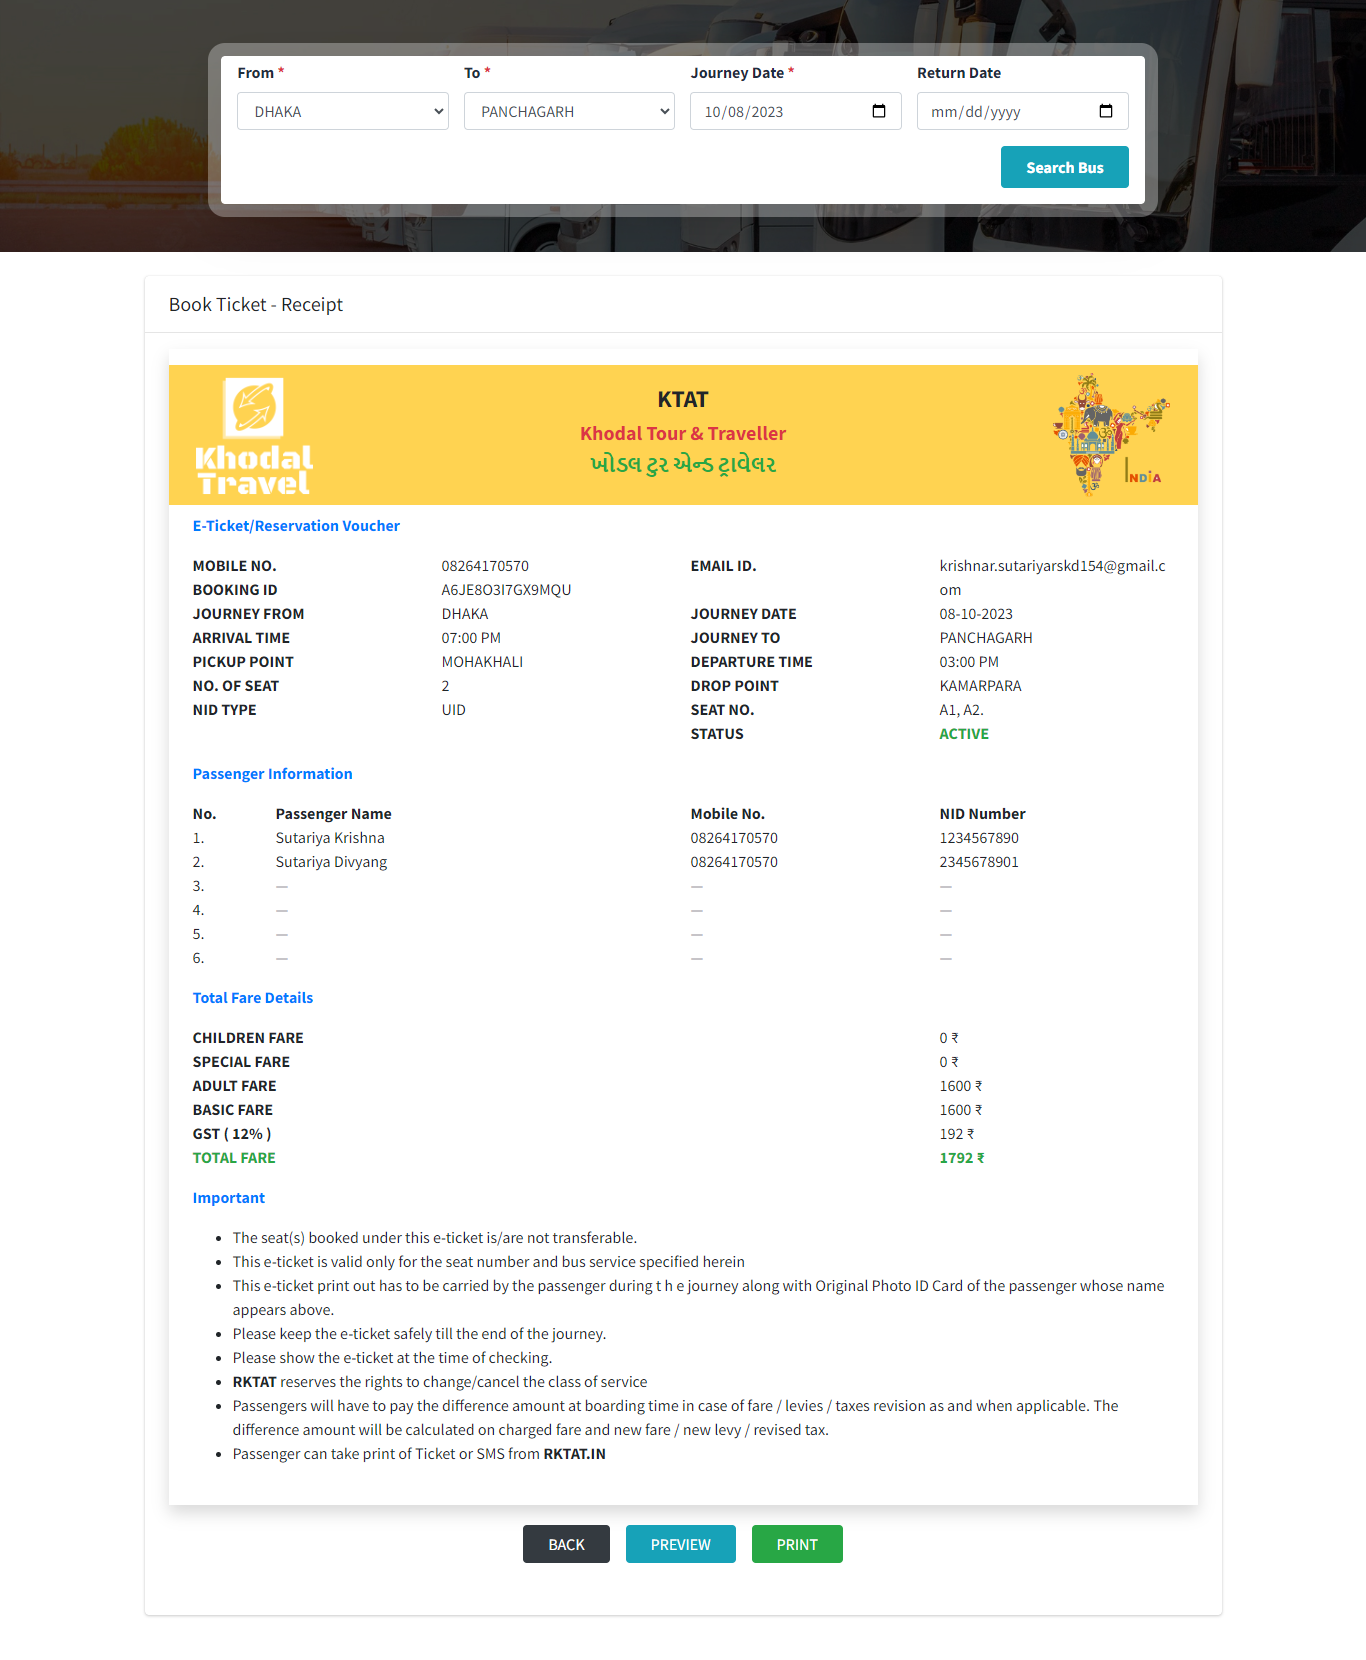 From * To * Journey Date * Return Date
DHAKA PANCHAGARH 10/08/2023 mm/dd/yyyy
Search Bus
Book Ticket - Receipt
Khodal
Travel
KTAT
Khodal Tour & Traveller
ખોડલ ટુર એન્ડ ટ્રાવેલર
INDIA
E-Ticket/Reservation Voucher
MOBILE NO. 08264170570 EMAIL ID. krishnar.sutariyarskd154@gmail.c
BOOKING ID A6JE8O3I7GX9MQU om
JOURNEY FROM DHAKA JOURNEY DATE 08-10-2023
ARRIVAL TIME 07:00 PM JOURNEY TO PANCHAGARH
PICKUP POINT MOHAKHALI DEPARTURE TIME 03:00 PM
NO. OF SEAT 2 DROP POINT KAMARPARA
NID TYPE UID SEAT NO. A1, A2.
STATUS ACTIVE
Passenger Information
No. Passenger Name Mobile No. NID Number
1. Sutariya Krishna 08264170570 1234567890
2. Sutariya Divyang 08264170570 2345678901
3. — — —
4. — — —
5. — — —
6. — — —
Total Fare Details
CHILDREN FARE 0 ₹
SPECIAL FARE 0 ₹
ADULT FARE 1600 ₹
BASIC FARE 1600 ₹
GST ( 12% ) 192 ₹
TOTAL FARE 1792 ₹
Important
• The seat(s) booked under this e-ticket is/are not transferable.
• This e-ticket is valid only for the seat number and bus service specified herein
• This e-ticket print out has to be carried by the passenger during t h e journey along with Original Photo ID Card of the passenger whose name
appears above.
• Please keep the e-ticket safely till the end of the journey.
• Please show the e-ticket at the time of checking.
• RKTAT reserves the rights to change/cancel the class of service
• Passengers will have to pay the difference amount at boarding time in case of fare / levies / taxes revision as and when applicable. The
difference amount will be calculated on charged fare and new fare / new levy / revised tax.
• Passenger can take print of Ticket or SMS from RKTAT.IN
BACK PREVIEW PRINT